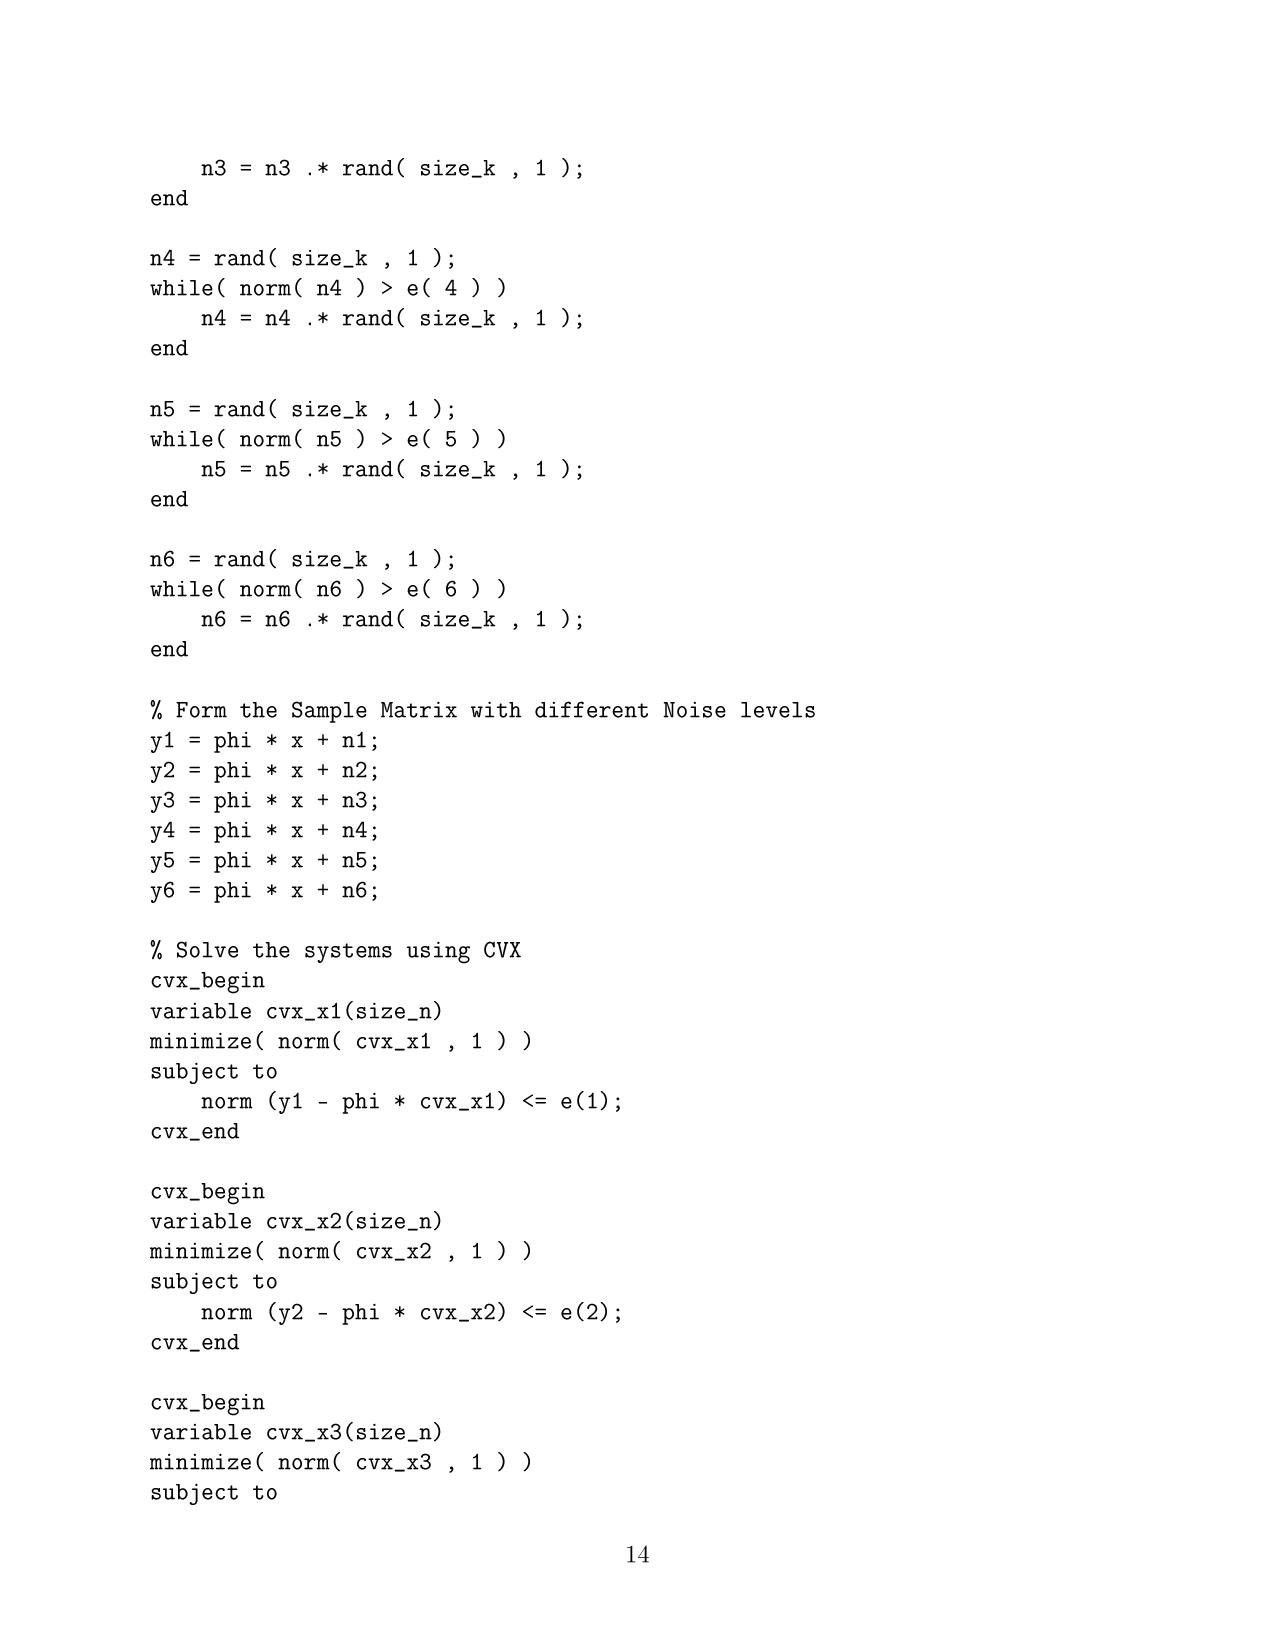 n3 = n3 .* rand( size_k , 1 );
end

n4 = rand( size_k , 1 );
while( norm( n4 ) > e( 4 ) )
    n4 = n4 .* rand( size_k , 1 );
end

n5 = rand( size_k , 1 );
while( norm( n5 ) > e( 5 ) )
    n5 = n5 .* rand( size_k , 1 );
end

n6 = rand( size_k , 1 );
while( norm( n6 ) > e( 6 ) )
    n6 = n6 .* rand( size_k , 1 );
end

% Form the Sample Matrix with different Noise levels
y1 = phi * x + n1;
y2 = phi * x + n2;
y3 = phi * x + n3;
y4 = phi * x + n4;
y5 = phi * x + n5;
y6 = phi * x + n6;

% Solve the systems using CVX
cvx_begin
variable cvx_x1(size_n)
minimize( norm( cvx_x1 , 1 ) )
subject to
    norm (y1 - phi * cvx_x1) <= e(1);
cvx_end

cvx_begin
variable cvx_x2(size_n)
minimize( norm( cvx_x2 , 1 ) )
subject to
    norm (y2 - phi * cvx_x2) <= e(2);
cvx_end

cvx_begin
variable cvx_x3(size_n)
minimize( norm( cvx_x3 , 1 ) )
subject to

14